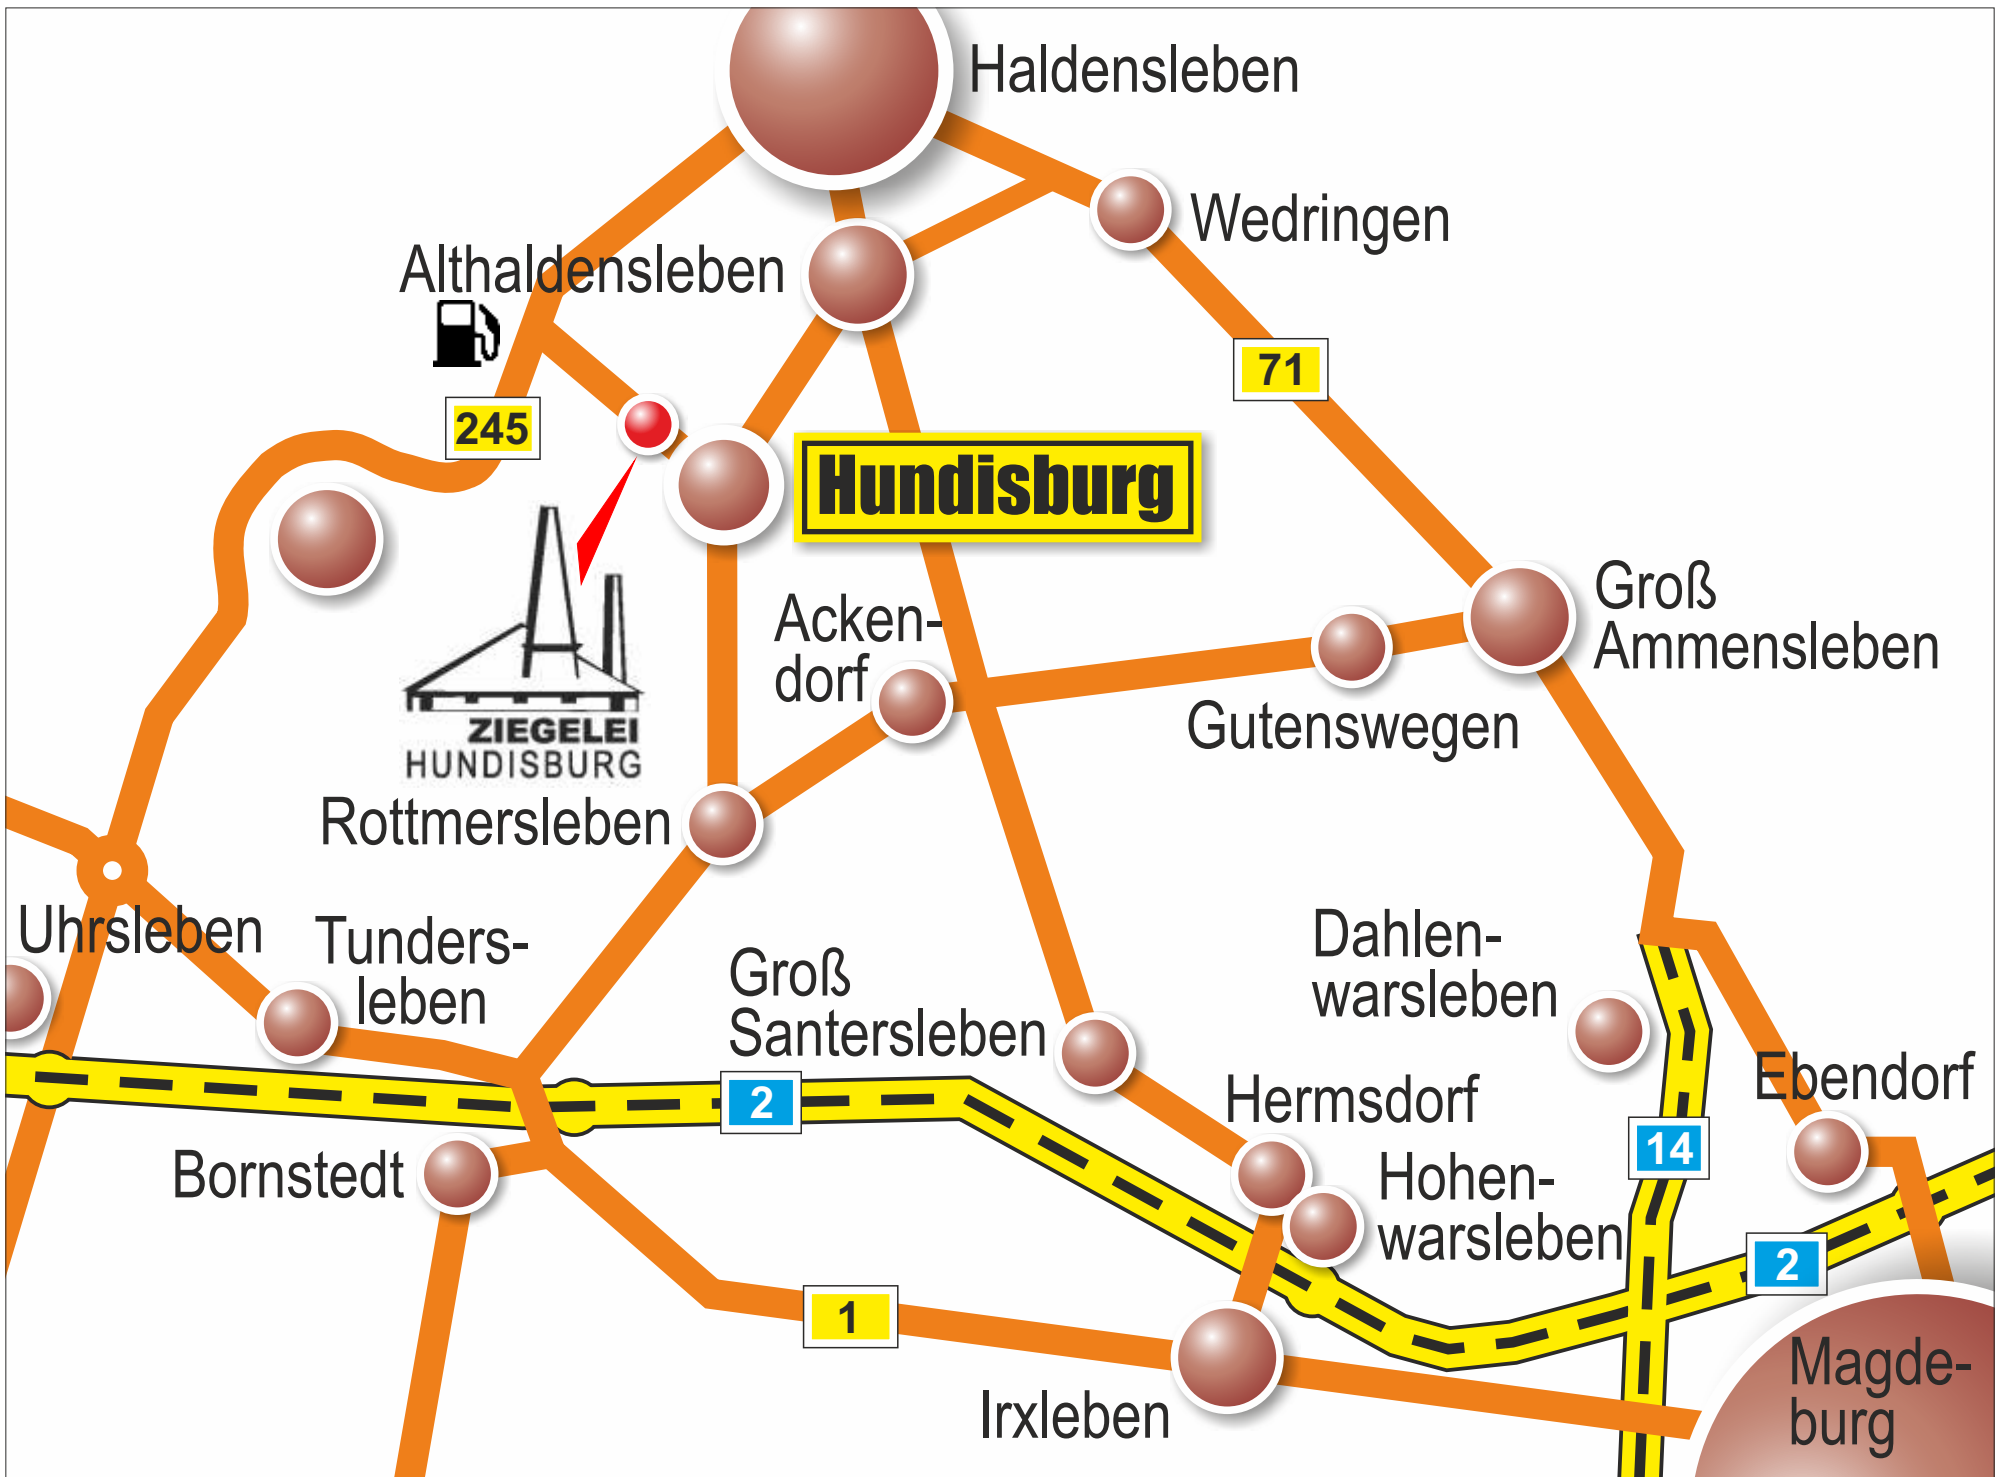 Haldensleben
Wedringen
Althaldensleben
71
245
Hundisburg
Groß
Ammensleben
Acken-
dorf
Gutenswegen
ZIEGELEI
HUNDISBURG
Rottmersleben
Uhrsleben
Tunders-
leben
Groß
Santersleben
Dahlen-
warsleben
Ebendorf
2
Hermsdorf
14
Bornstedt
Hohen-
warsleben
2
1
Magde-
burg
Irxleben